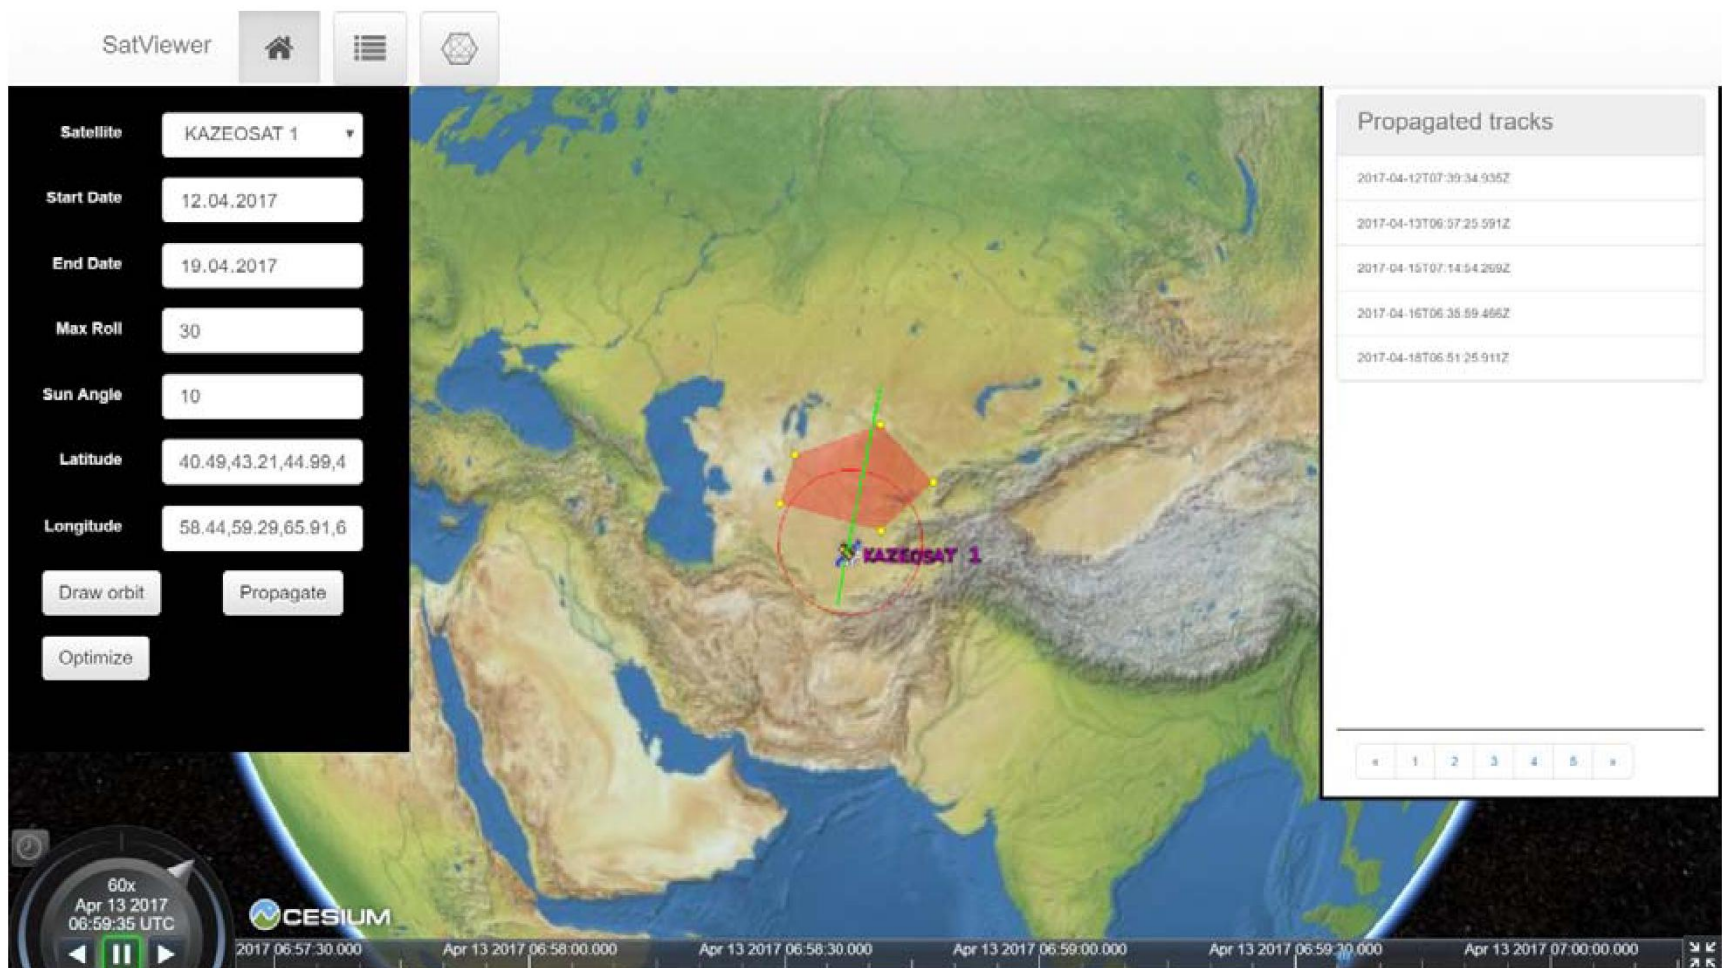 SatViewer
Satellite KAZEOSAT 1
Start Date 12.04.2017
End Date 19.04.2017
Max Roll 30
Sun Angle 10
Latitude 40.49,43.21,44.99,4
Longitude 58.44,59.29,65.91,6
Draw orbit Propagate
Optimize
KAZEOSAT 1
Propagated tracks
2017-04-12T07:39:34.935Z
2017-04-13T06:57:25.591Z
2017-04-15T07:14:54.269Z
2017-04-16T06:35:59.466Z
2017-04-18T06:51:25.911Z
« 1 2 3 4 5 »
60x
Apr 13 2017
06:59:35 UTC
CESIUM
2017 06:57:30.000 Apr 13 2017 06:58:00.000 Apr 13 2017 06:58:30.000 Apr 13 2017 06:59:00.000 Apr 13 2017 06:59:30.000 Apr 13 2017 07:00:00.000